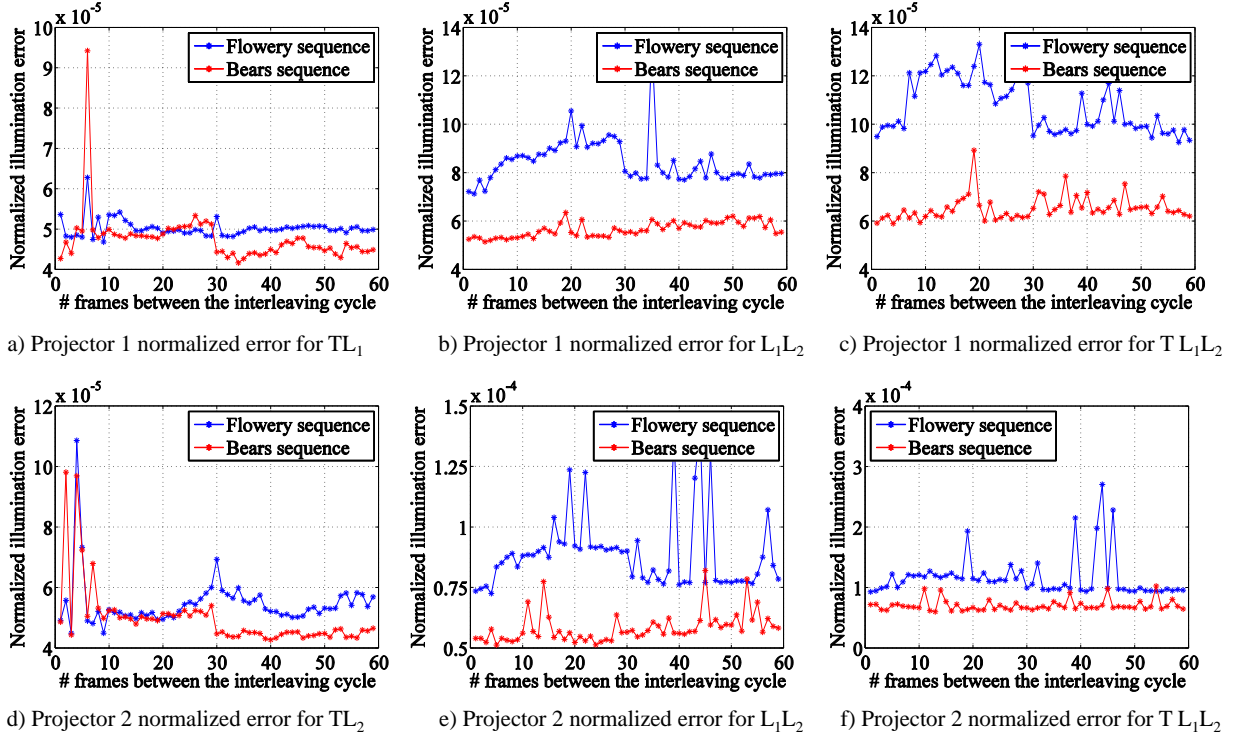 x 10^-5
Normalized illumination error
10
9
8
7
6
5
4
Flowery sequence
Bears sequence
0 10 20 30 40 50 60
# frames between the interleaving cycle
a) Projector 1 normalized error for TL₁
x 10^-5
Normalized illumination error
14
12
10
8
6
4
Flowery sequence
Bears sequence
0 10 20 30 40 50 60
# frames between the interleaving cycle
b) Projector 1 normalized error for L₁L₂
x 10^-5
Normalized illumination error
14
12
10
8
6
4
Flowery sequence
Bears sequence
0 10 20 30 40 50 60
# frames between the interleaving cycle
c) Projector 1 normalized error for T L₁L₂
x 10^-5
Normalized illumination error
12
10
8
6
4
Flowery sequence
Bears sequence
0 10 20 30 40 50 60
# frames between the interleaving cycle
d) Projector 2 normalized error for TL₂
x 10^-4
Normalized illumination error
1.5
1.25
1
0.75
0.5
Flowery sequence
Bears sequence
0 10 20 30 40 50 60
# frames between the interleaving cycle
e) Projector 2 normalized error for L₁L₂
x 10^-4
Normalized illumination error
4
3
2
1
0
Flowery sequence
Bears sequence
0 10 20 30 40 50 60
# frames between the interleaving cycle
f) Projector 2 normalized error for T L₁L₂